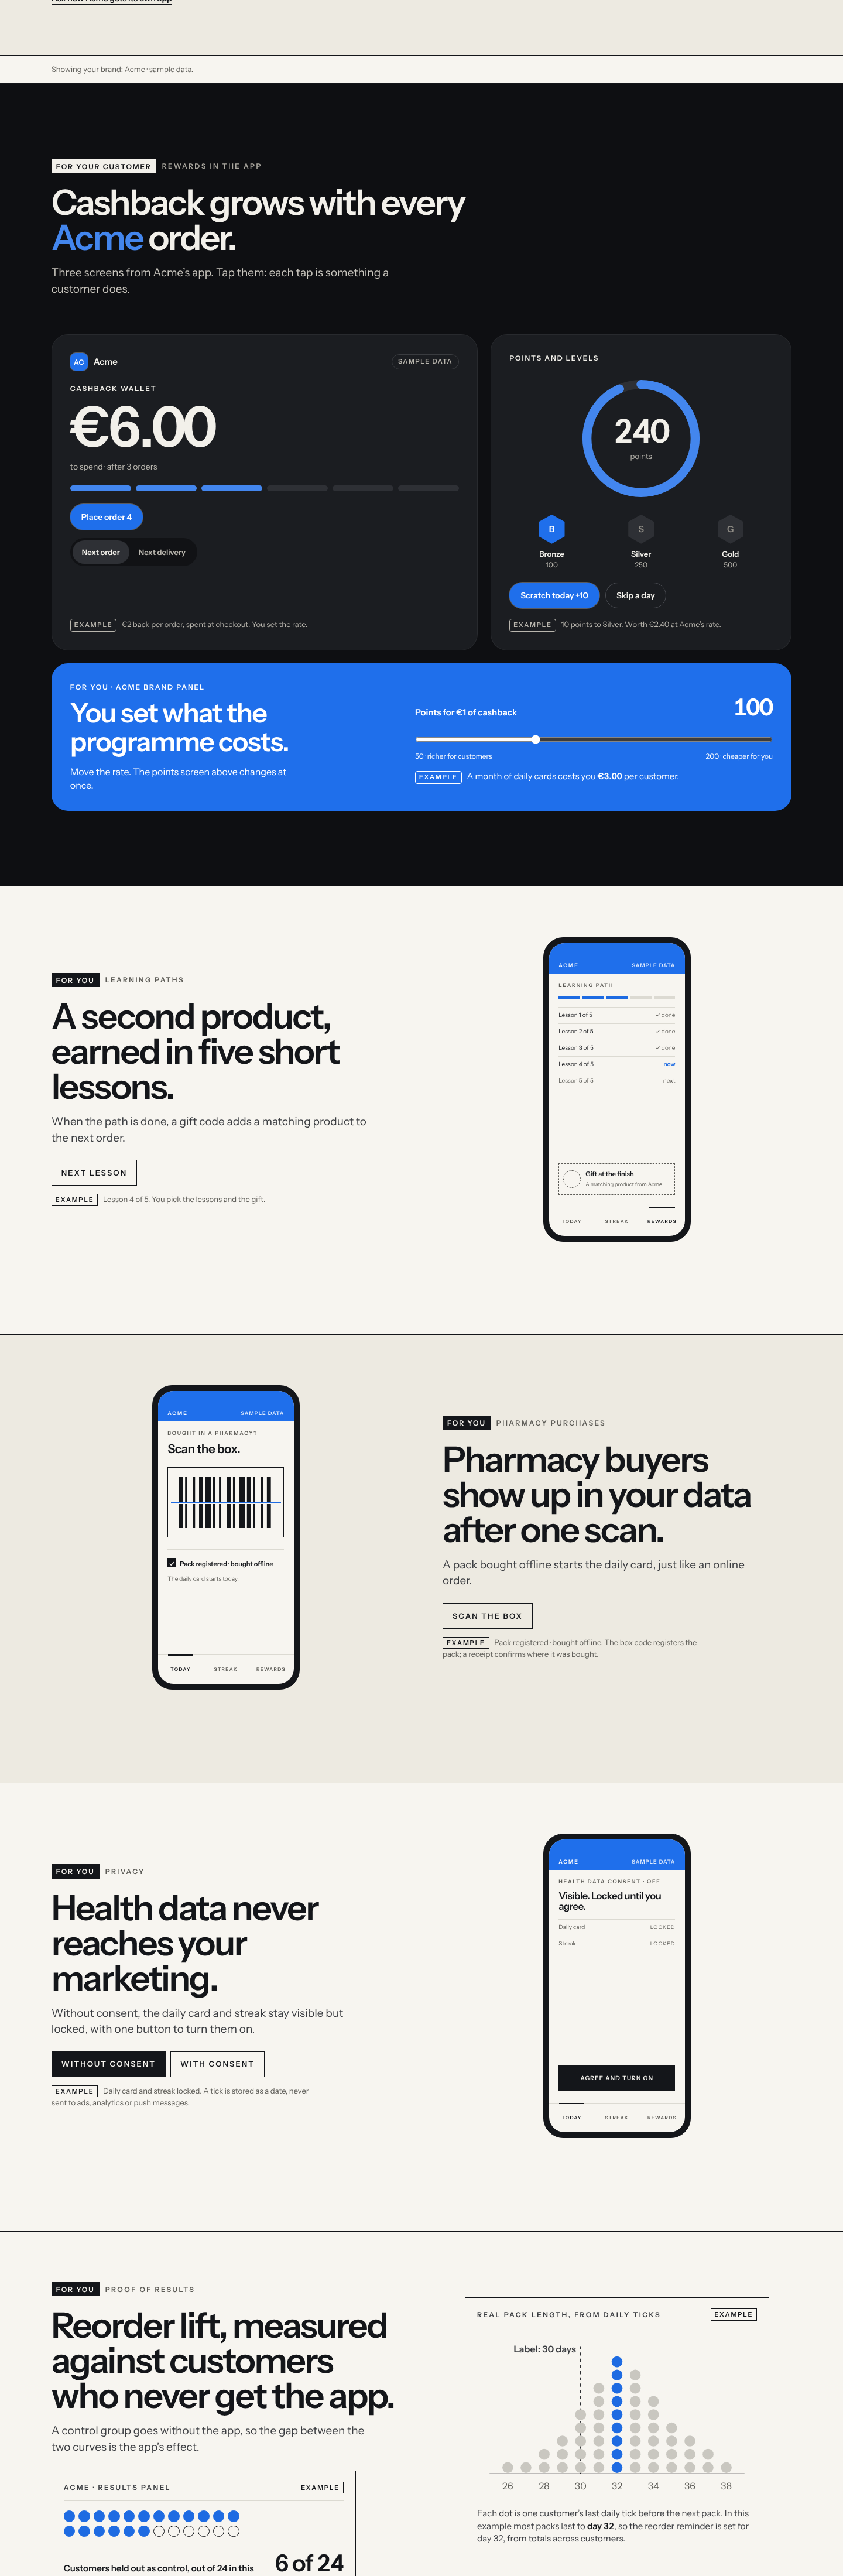 Ask how Acme gets its own app
Showing your brand: Acme · sample data.
FOR YOUR CUSTOMER REWARDS IN THE APP
Cashback grows with every
Acme order.
Three screens from Acme's app. Tap them: each tap is something a
customer does.
AC Acme SAMPLE DATA
CASHBACK WALLET
€6.00
to spend · after 3 orders
Place order 4
Next order Next delivery
EXAMPLE €2 back per order, spent at checkout. You set the rate.
POINTS AND LEVELS
240
points
B S G
Bronze Silver Gold
100 250 500
Scratch today +10 Skip a day
EXAMPLE 10 points to Silver. Worth €2.40 at Acme's rate.
FOR YOU · ACME BRAND PANEL
You set what the
programme costs.
Move the rate. The points screen above changes at
once.
Points for €1 of cashback 100
50 · richer for customers 200 · cheaper for you
EXAMPLE A month of daily cards costs you €3.00 per customer.
FOR YOU LEARNING PATHS
A second product,
earned in five short
lessons.
When the path is done, a gift code adds a matching product to
the next order.
NEXT LESSON
EXAMPLE Lesson 4 of 5. You pick the lessons and the gift.
ACME SAMPLE DATA
LEARNING PATH
Lesson 1 of 5 ✓ done
Lesson 2 of 5 ✓ done
Lesson 3 of 5 ✓ done
Lesson 4 of 5 now
Lesson 5 of 5 next
Gift at the finish
A matching product from Acme
TODAY STREAK REWARDS
ACME SAMPLE DATA
BOUGHT IN A PHARMACY?
Scan the box.
Pack registered · bought offline
The daily card starts today.
TODAY STREAK REWARDS
FOR YOU PHARMACY PURCHASES
Pharmacy buyers
show up in your data
after one scan.
A pack bought offline starts the daily card, just like an online
order.
SCAN THE BOX
EXAMPLE Pack registered · bought offline. The box code registers the
pack; a receipt confirms where it was bought.
FOR YOU PRIVACY
Health data never
reaches your
marketing.
Without consent, the daily card and streak stay visible but
locked, with one button to turn them on.
WITHOUT CONSENT WITH CONSENT
EXAMPLE Daily card and streak locked. A tick is stored as a date, never
sent to ads, analytics or push messages.
ACME SAMPLE DATA
HEALTH DATA CONSENT · OFF
Visible. Locked until you
agree.
Daily card LOCKED
Streak LOCKED
AGREE AND TURN ON
TODAY STREAK REWARDS
FOR YOU PROOF OF RESULTS
Reorder lift, measured
against customers
who never get the app.
A control group goes without the app, so the gap between the
two curves is the app's effect.
ACME · RESULTS PANEL EXAMPLE
Customers held out as control, out of 24 in this 6 of 24
REAL PACK LENGTH, FROM DAILY TICKS EXAMPLE
Label: 30 days
26 28 30 32 34 36 38
Each dot is one customer's last daily tick before the next pack. In this
example most packs last to day 32, so the reorder reminder is set for
day 32, from totals across customers.